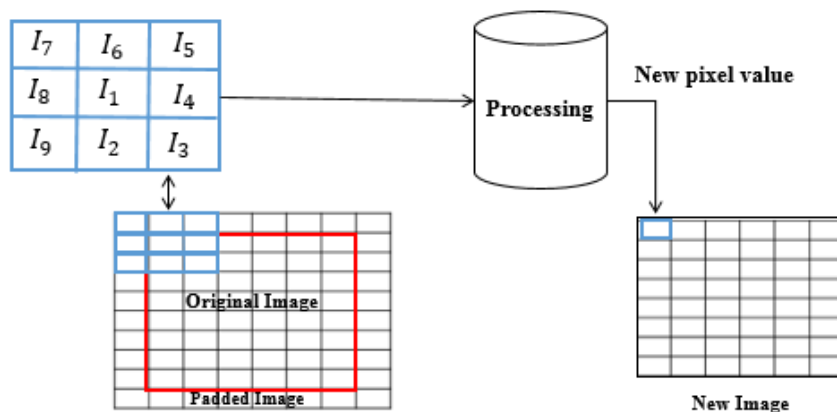 I₇ I₆ I₅
I₈ I₁ I₄
I₉ I₂ I₃
Processing
New pixel value
Original Image
Padded Image
New Image